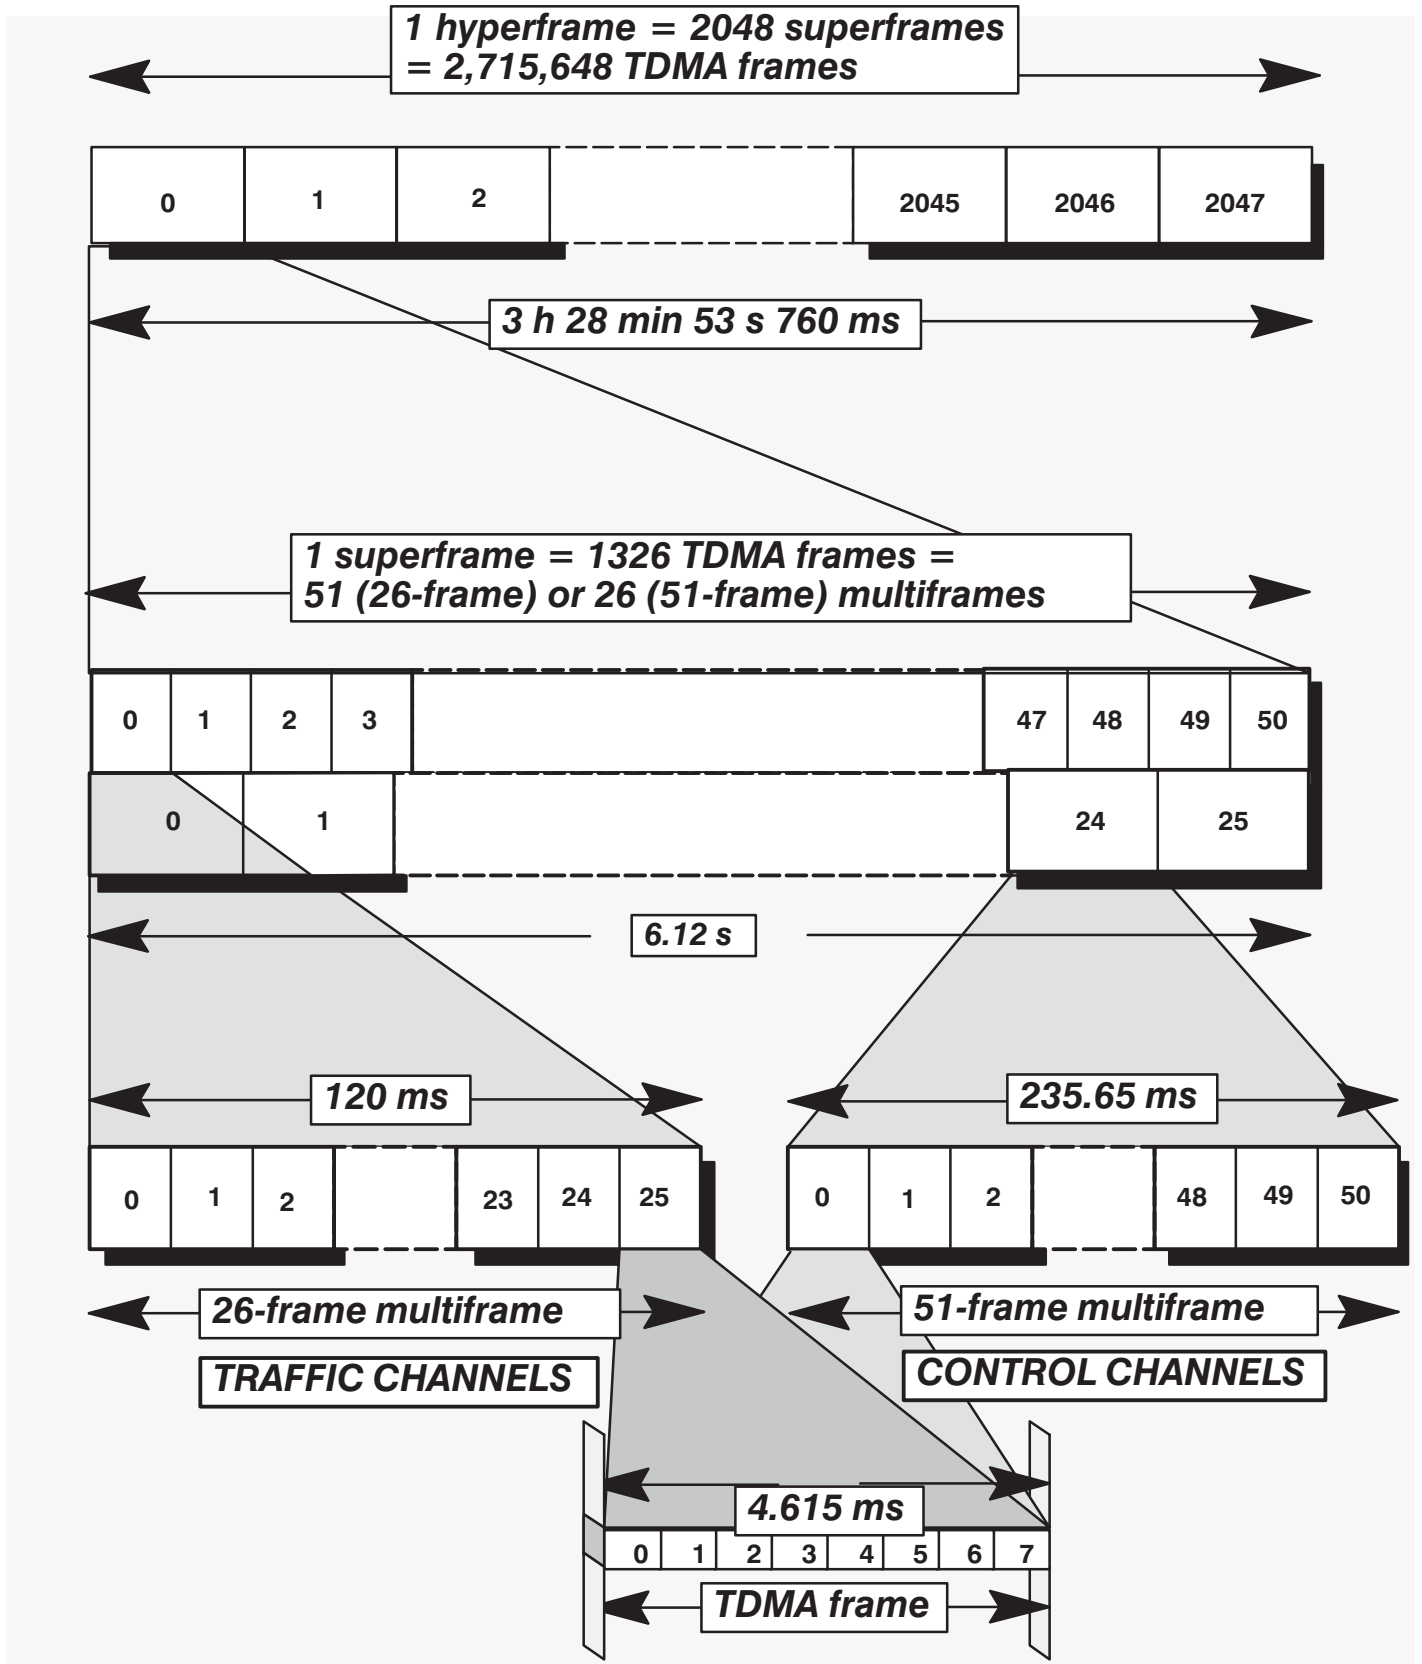 1 hyperframe = 2048 superframes
= 2,715,648 TDMA frames
0 1 2 2045 2046 2047
3 h 28 min 53 s 760 ms
1 superframe = 1326 TDMA frames =
51 (26-frame) or 26 (51-frame) multiframes
0 1 2 3 47 48 49 50
0 1 24 25
6.12 s
120 ms 235.65 ms
0 1 2 23 24 25 0 1 2 48 49 50
26-frame multiframe 51-frame multiframe
TRAFFIC CHANNELS CONTROL CHANNELS
4.615 ms
0 1 2 3 4 5 6 7
TDMA frame